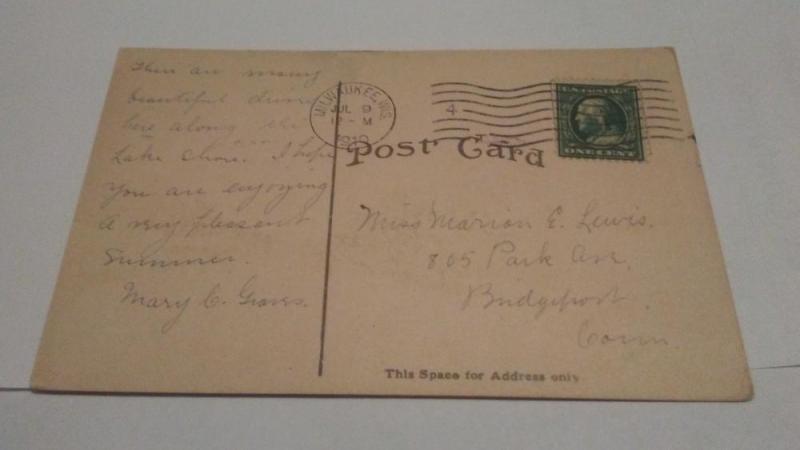 There are many
beautiful drives
here along the
Lake Shore. I hope
you are enjoying
a very pleasant
summer.
Mary C. Graves.
MILWAUKEE, WIS.
JUL 9
12-M
1910
4
U.S. POSTAGE
ONE CENT
Post Card
Miss Marion E. Lewis.
805 Park Ave.
Bridgeport.
Conn.
This Space for Address only